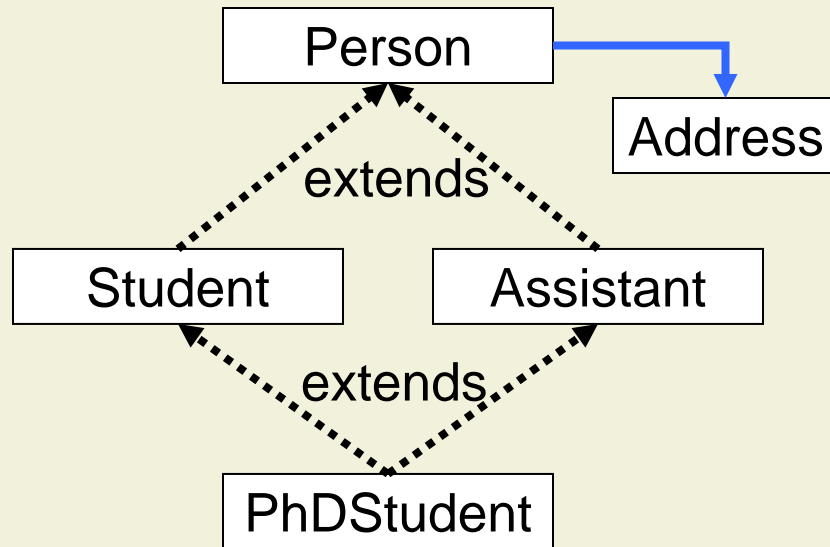 Person
Address
extends
Student
Assistant
extends
PhDStudent